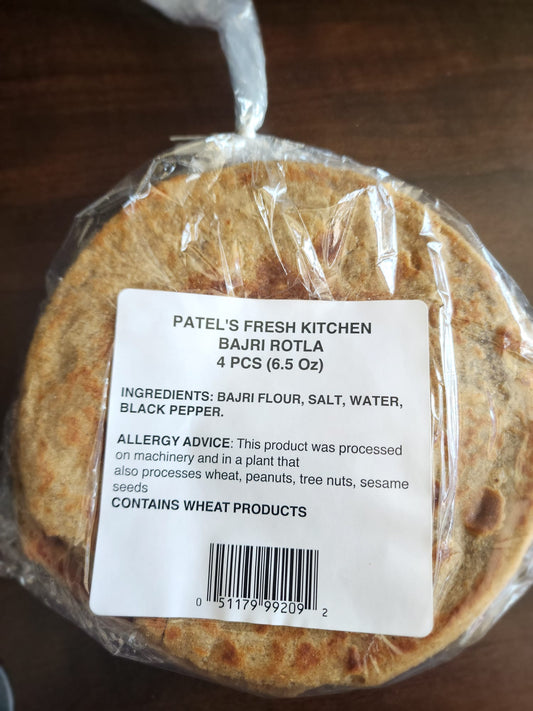 PATEL'S FRESH KITCHEN
BAJRI ROTLA
4 PCS (6.5 Oz)
INGREDIENTS: BAJRI FLOUR, SALT, WATER,
BLACK PEPPER.
ALLERGY ADVICE: This product was processed
on machinery and in a plant that
also processes wheat, peanuts, tree nuts, sesame
seeds
CONTAINS WHEAT PRODUCTS
0 51179 99209 2